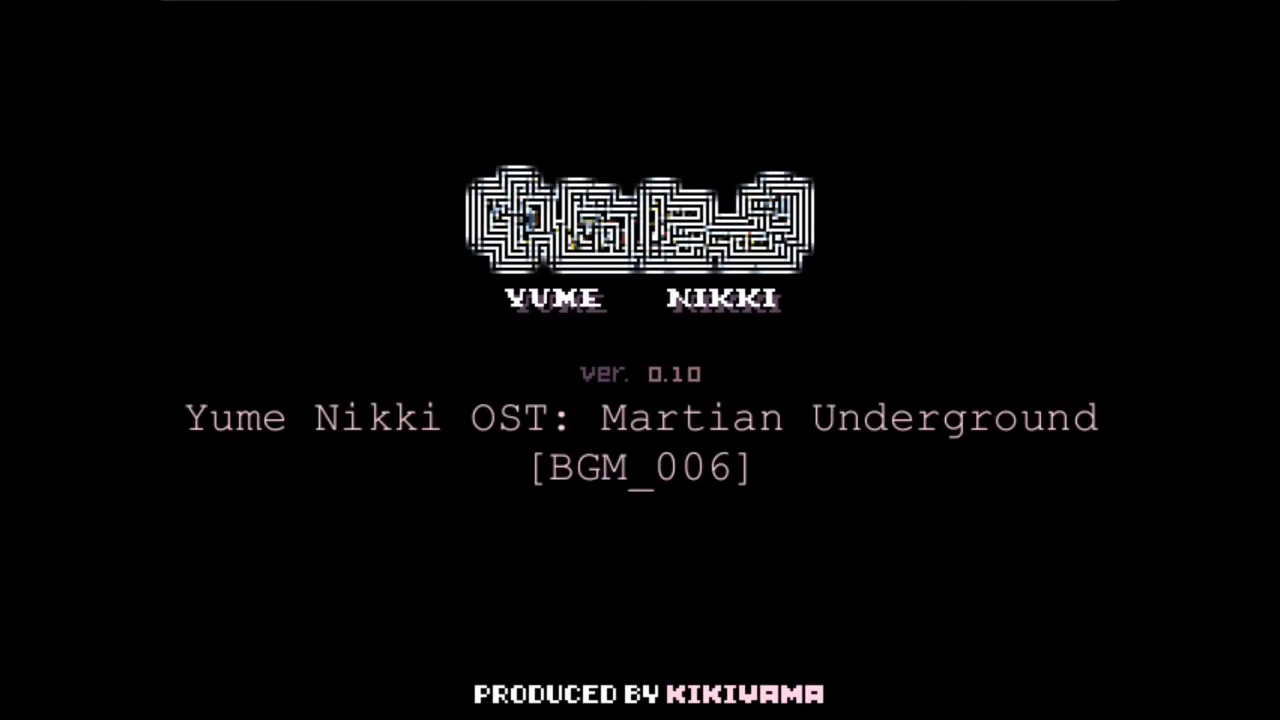 YUME NIKKI
ver. 0.10
Yume Nikki OST: Martian Underground
[BGM_006]
PRODUCED BY KIKIYAMA